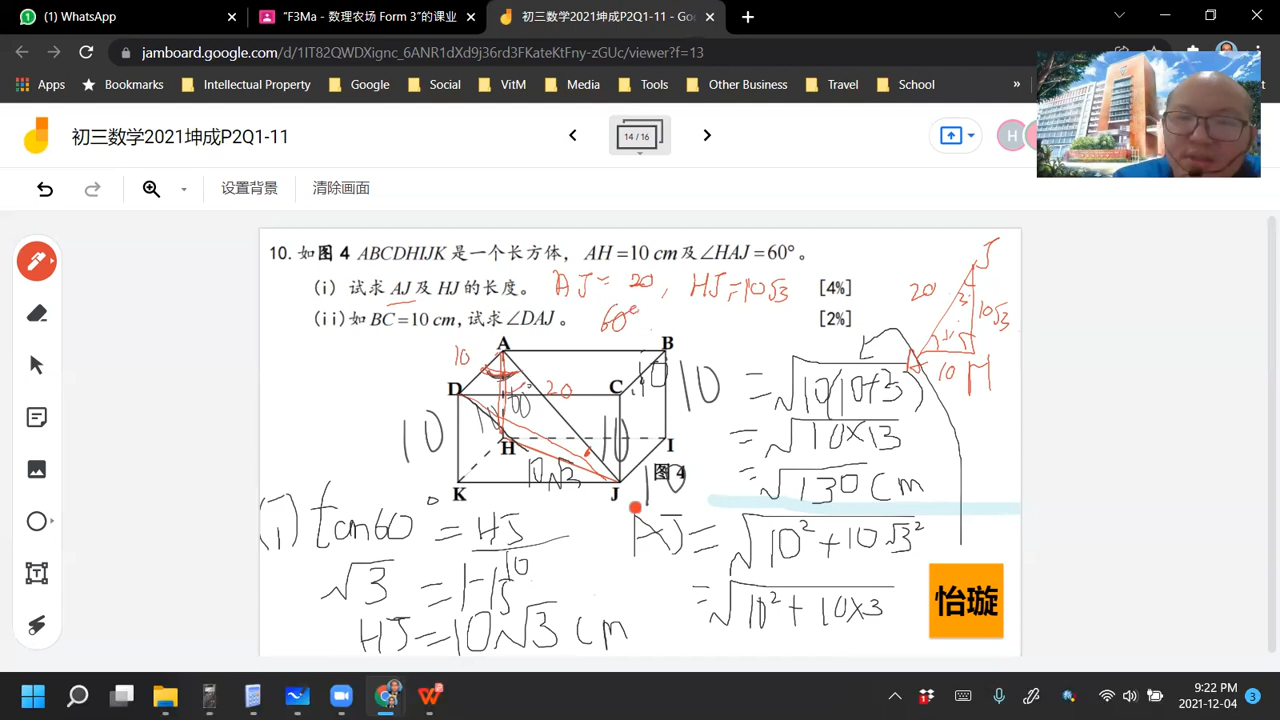 (1) WhatsApp
"F3Ma - 数理农场 Form 3"的课业
初三数学2021坤成P2Q1-11 - Go
jamboard.google.com/d/1IT82QWDXignc_6ANR1dXd9j36rd3FKateKtFny-zGUc/viewer?f=13
Apps Bookmarks Intellectual Property Google Social VitM Media Tools Other Business Travel School »
初三数学2021坤成P2Q1-11
14 / 16
H
设置背景 清除画面
10. 如图 4 ABCDHIJK 是一个长方体，AH =10 cm 及 ∠HAJ = 60° 。
(i) 试求 AJ 及 HJ 的长度。 AJ = 20 , HJ = 10√3 [4%]
(ii) 如 BC =10 cm, 试求 ∠DAJ 。 60° [2%]
J
20
10√3
10
H
A B
10
D C 10 10
20
60°
10 10
H I
10√3 图 4
10
K J
= √10(10+3)
= √10×13
= √130 cm
(i) tan60° = HJ/10
√3 = HJ
HJ = 10√3 cm
AJ = √10² + 10√3²
= √10² + 10×3
怡璇
9:22 PM
2021-12-04
3